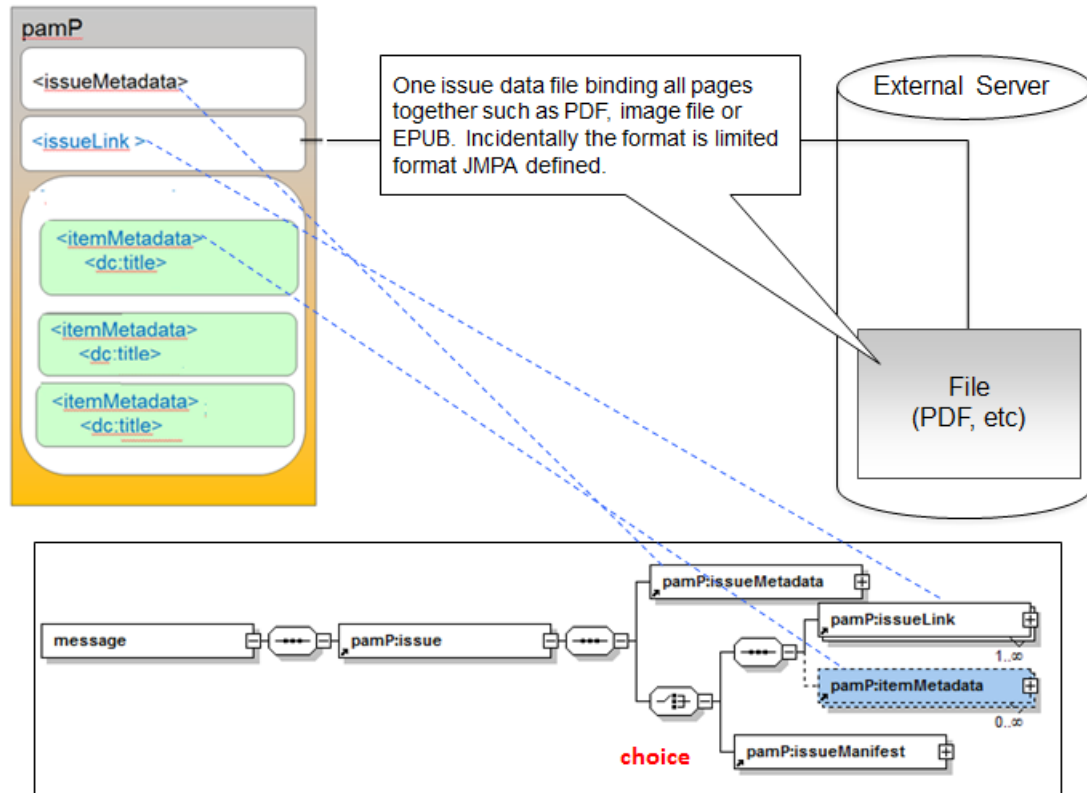 pamP
<issueMetadata>
<issueLink >
<itemMetadata>
<dc:title>
<itemMetadata>
<dc:title>
<itemMetadata>
<dc:title>
One issue data file binding all pages
together such as PDF, image file or
EPUB. Incidentally the format is limited
format JMPA defined.
External Server
File
(PDF, etc)
message
pamP:issue
pamP:issueMetadata
pamP:issueLink
1..∞
pamP:itemMetadata
0..∞
choice
pamP:issueManifest